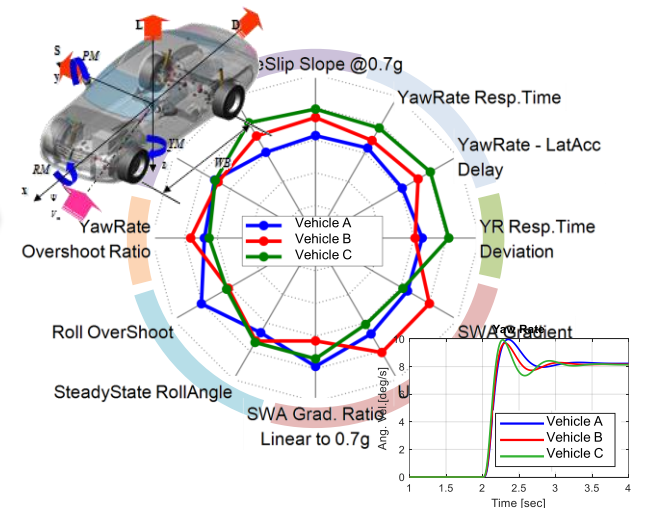 L
D
S
PM
y
eSlip Slope @0.7g
YawRate Resp.Time
YawRate - LatAcc
Delay
YM
z
WB
RM
x
YawRate
Overshoot Ratio
Vehicle A
Vehicle B
Vehicle C
YR Resp.Time
Deviation
Roll OverShoot
SWA Gradient
SteadyState RollAngle
SWA Grad. Ratio
Linear to 0.7g
U
Yaw Rate
Ang. Vel.[deg/s]
10
8
6
4
2
0
Vehicle A
Vehicle B
Vehicle C
1 1.5 2 2.5 3 3.5 4
Time [sec]